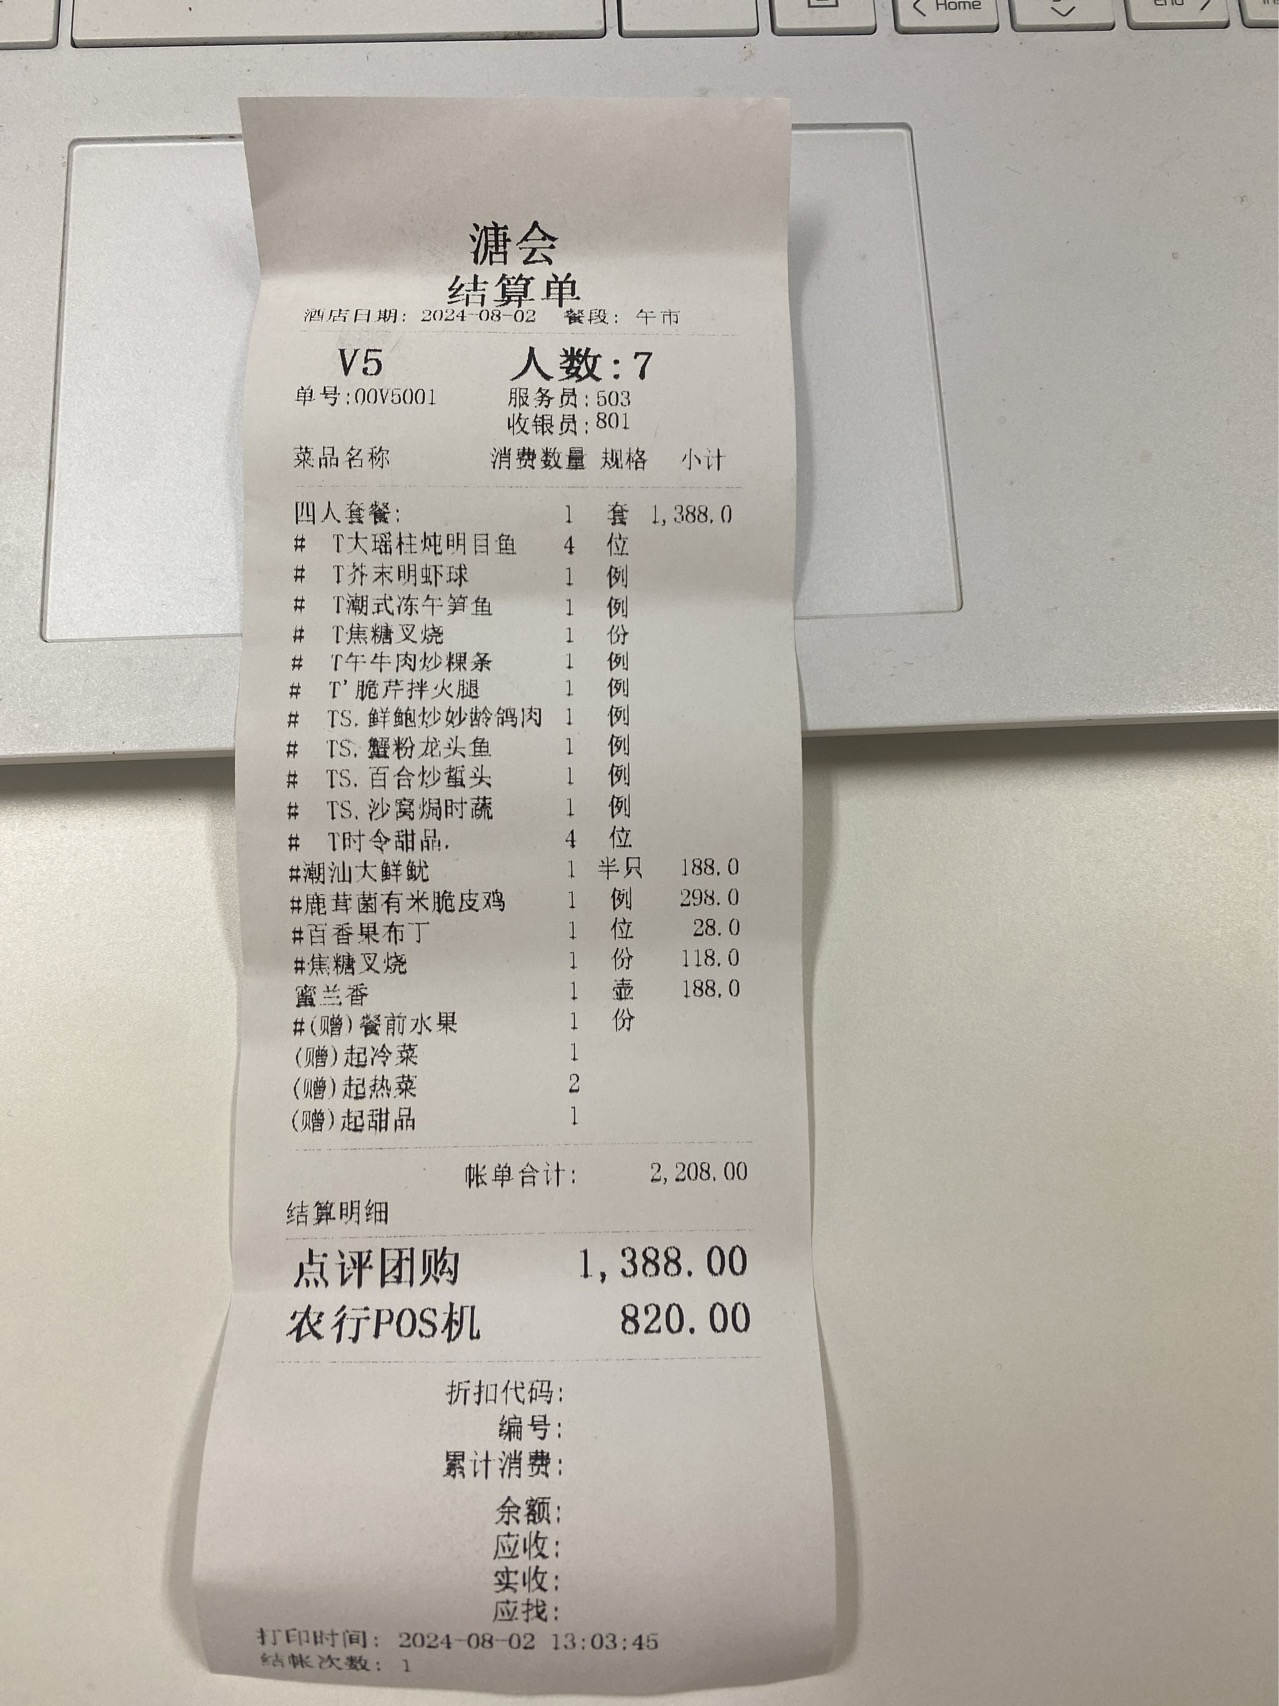 Home
end
溏会
结算单
酒店日期: 2024-08-02 餐段: 午市
V5 人数:7
单号:00V5001 服务员:503
收银员:801
菜品名称 消费数量 规格 小计
四人套餐: 1 套 1,388.0
# T大瑶柱炖明目鱼 4 位
# T芥末明虾球 1 例
# T潮式冻午笋鱼 1 例
# T焦糖叉烧 1 份
# T午牛肉炒粿条 1 例
# T'脆芹拌火腿 1 例
# TS.鲜鲍炒妙龄鸽肉 1 例
# TS.蟹粉龙头鱼 1 例
# TS.百合炒蜇头 1 例
# TS.沙窝焗时蔬 1 例
# T时令甜品. 4 位
#潮汕大鲜鱿 1 半只 188.0
#鹿茸菌有米脆皮鸡 1 例 298.0
#百香果布丁 1 位 28.0
#焦糖叉烧 1 份 118.0
蜜兰香 1 壶 188.0
#(赠)餐前水果 1 份
(赠)起冷菜 1
(赠)起热菜 2
(赠)起甜品 1
帐单合计: 2,208.00
结算明细
点评团购 1,388.00
农行POS机 820.00
折扣代码:
编号:
累计消费:
余额:
应收:
实收:
应找:
打印时间: 2024-08-02 13:03:45
结帐次数: 1